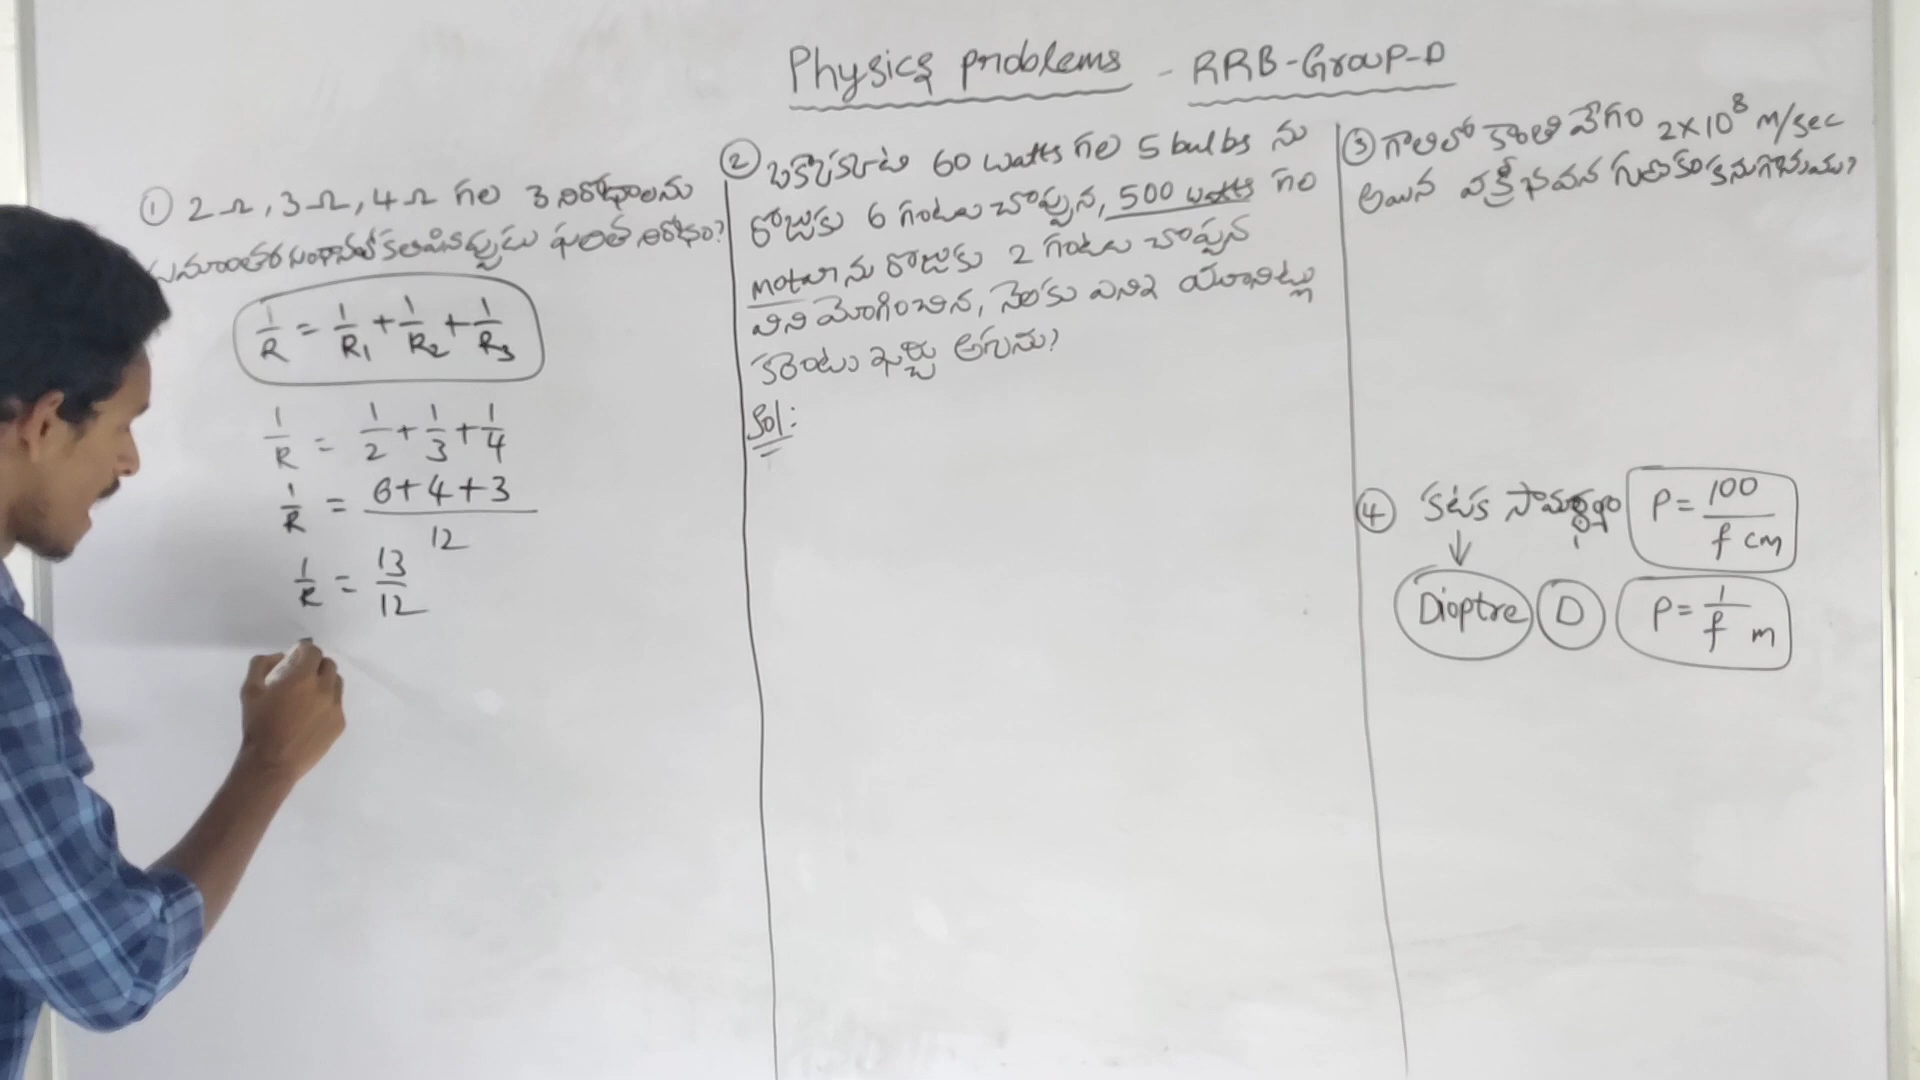 Physics problems - RRB-Group-D
① 2Ω, 3Ω, 4Ω గల 3 నిరోధాలను
సమాంతర సంధానంలో కలిపినప్పుడు ఫలిత నిరోధం?
1/R = 1/R₁ + 1/R₂ + 1/R₃
1/R = 1/2 + 1/3 + 1/4
1/R = 6+4+3/12
1/R = 13/12
② ఒక్కొక్కటి 60 watts గల 5 bulbs ను
రోజుకు 6 గంటలు చొప్పున, 500 watts గల
motor ను రోజుకు 2 గంటలు చొప్పున
వినియోగించిన, నెలకు ఎన్ని యూనిట్లు
కరెంటు ఖర్చు అగును?
Sol:
③ గాలిలో కాంతి వేగం 2×10⁸ m/sec
అయిన వక్రీభవన గుణకం కనుగొనుము?
④ కటక సామర్థ్యం P = 100/f cm
↓
Dioptre D P = 1/f m